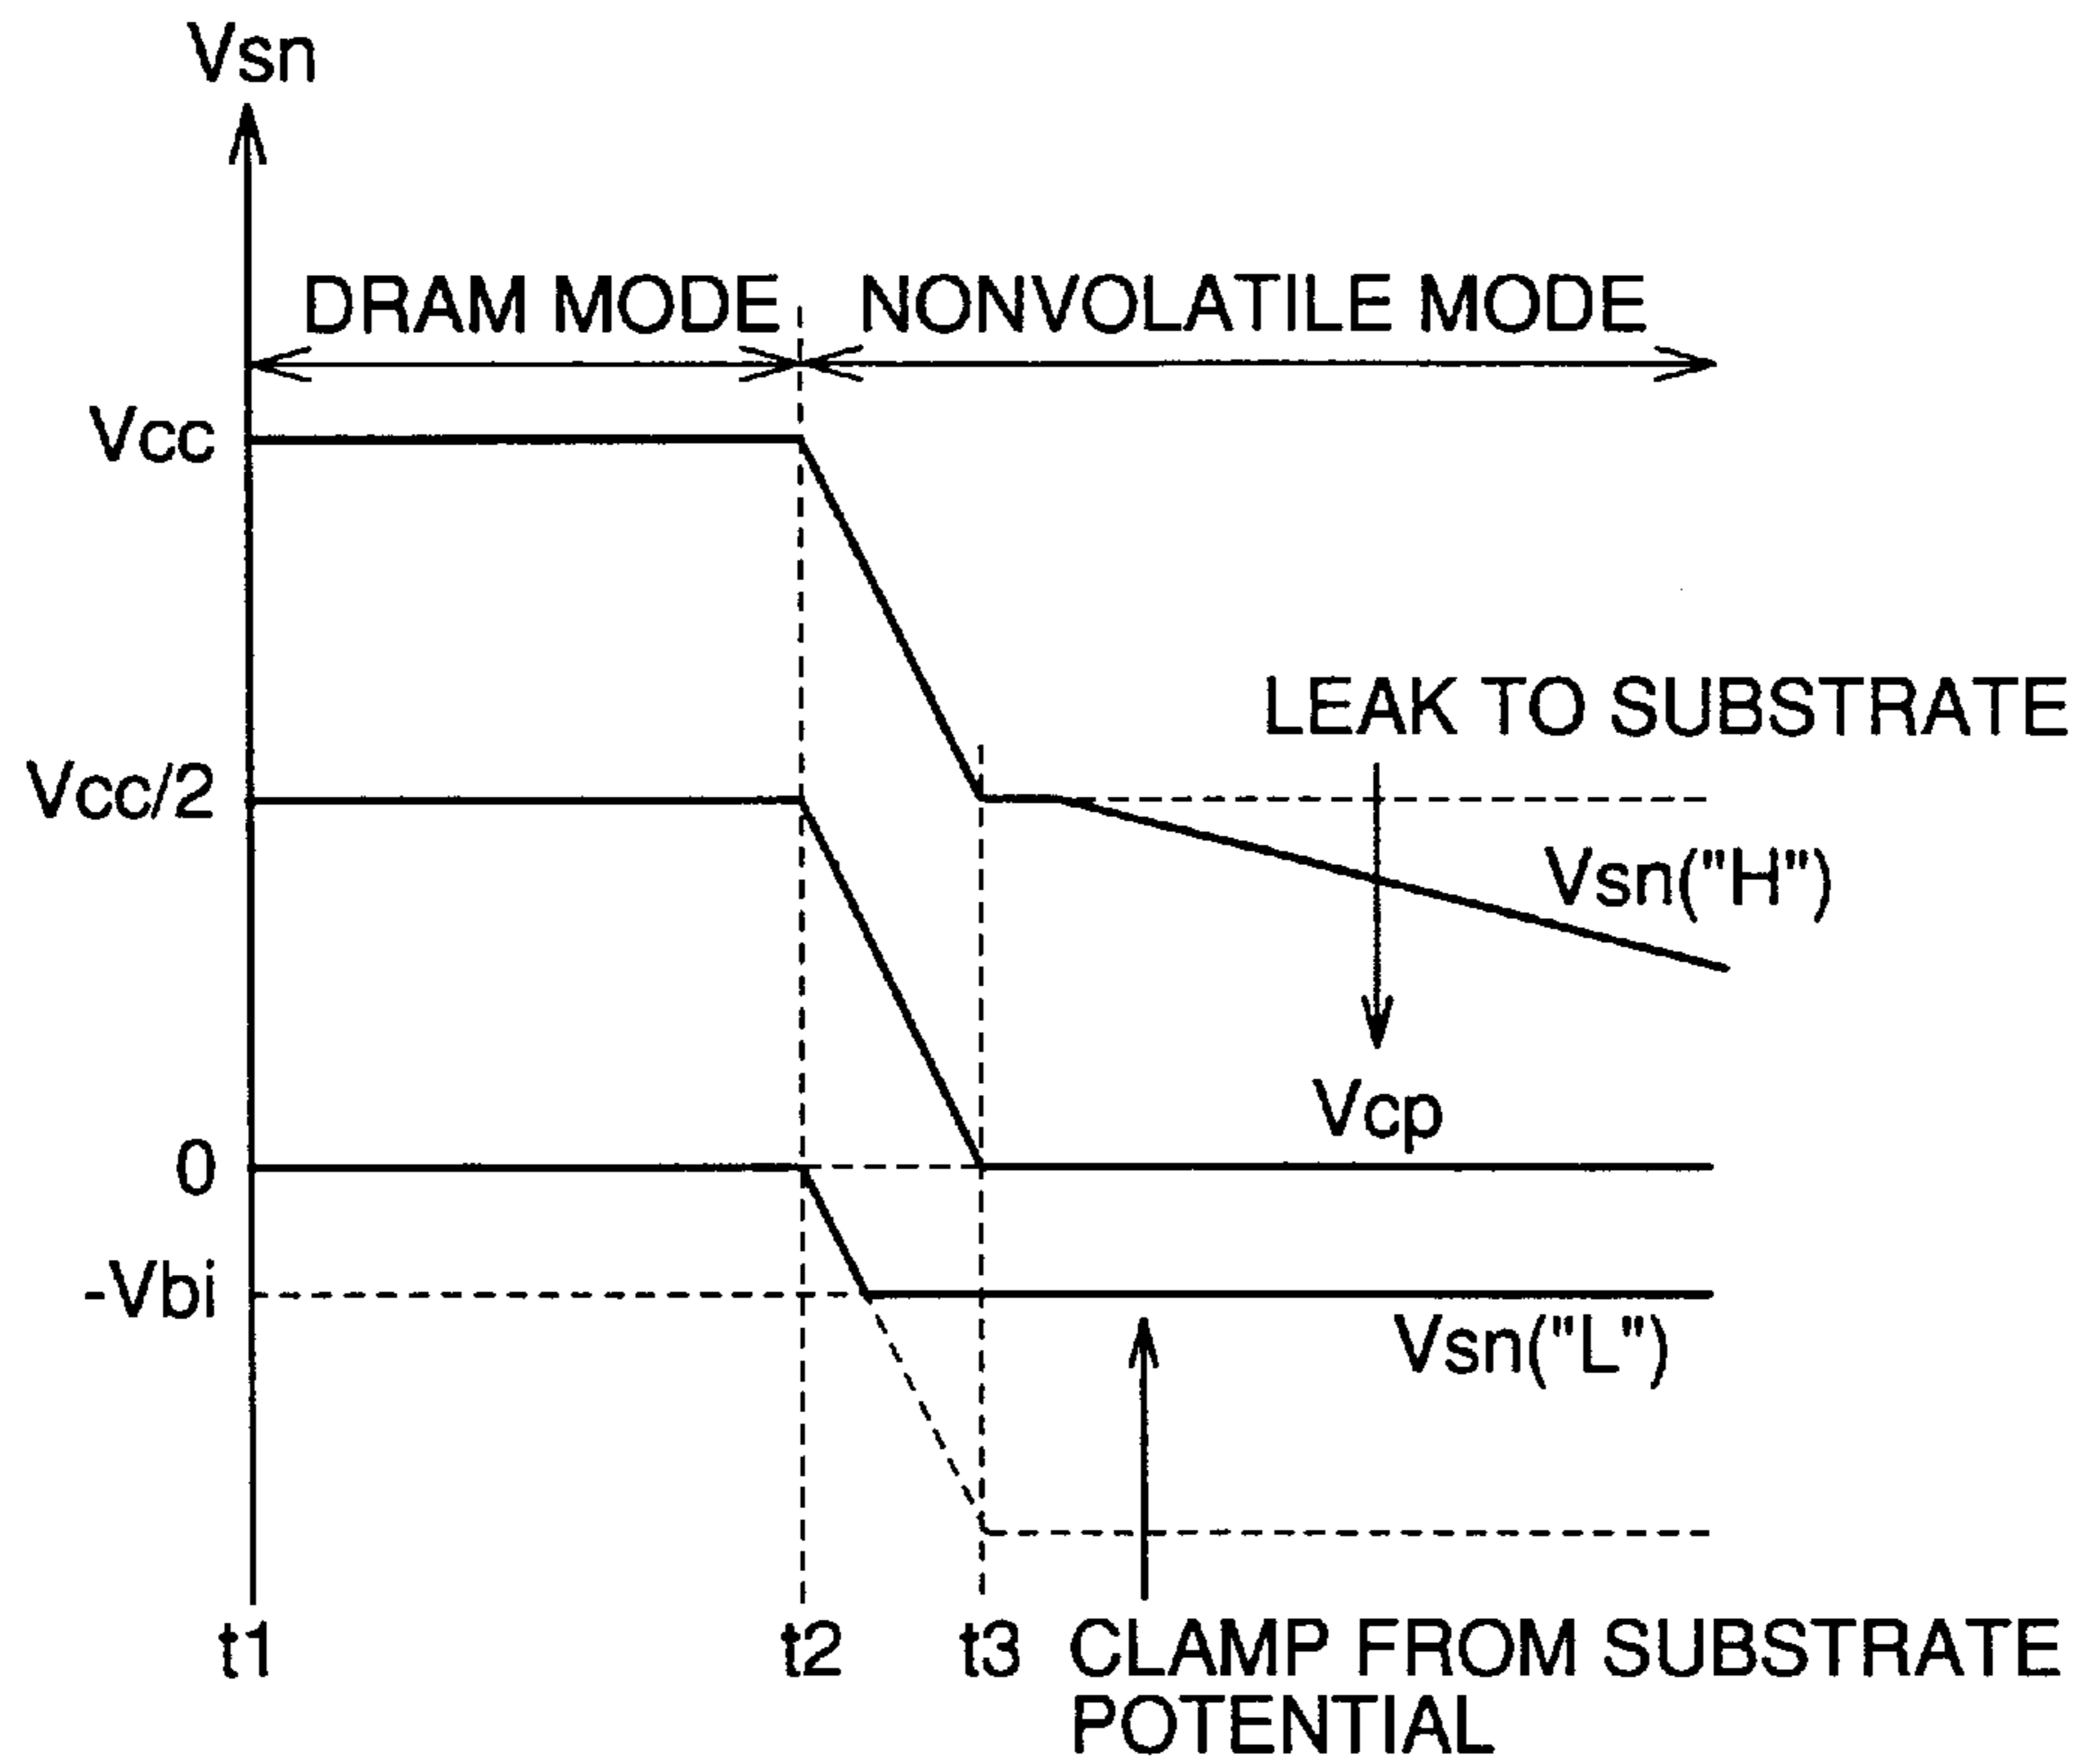 Vsn
DRAM MODE
NONVOLATILE MODE
Vcc
LEAK TO SUBSTRATE
Vcc/2
Vsn("H")
Vcp
0
-Vbi
Vsn("L")
t1
t2
t3
CLAMP FROM SUBSTRATE
POTENTIAL